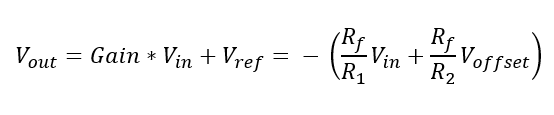 V_out = Gain * V_in + V_ref = − (R_f/R_1 V_in + R_f/R_2 V_offset)